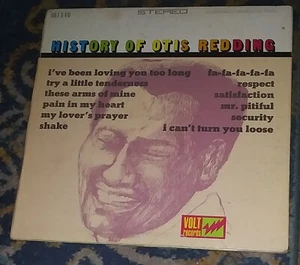 STEREO
HISTORY OF OTIS REDDING
i've been loving you too long
try a little tenderness
these arms of mine
pain in my heart
my lover's prayer
shake
fa-fa-fa-fa-fa
respect
satisfaction
mr. pitiful
security
i can't turn you loose
VOLT
records